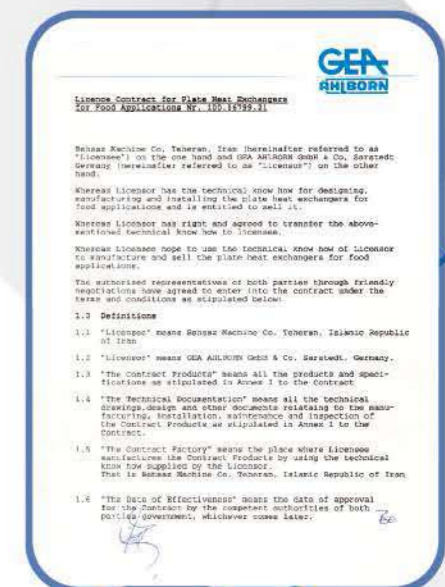 GEA
AHLBORN
Licence Contract for Plate Heat Exchangers
for Food Applications Nr. 100.36799.31
Behsaz Machine Co. Teheran, Iran (hereinafter referred to as
"Licensee") on the one hand and GEA AHLBORN GmbH & Co. Sarstedt
Germany (hereinafter referred to as "Licensor") on the other
hand.
Whereas Licensor has the technical know how for designing,
manufacturing and installing the plate heat exchangers for
food applications and is entitled to sell it.
Whereas Licensor has right and agreed to transfer the above-
mentioned technical know how to licensee.
Whereas Licensee hope to use the technical know how of Licensor
to manufacture and sell the plate heat exchangers for food
applications.
The authorised representatives of both parties through friendly
negotiations have agreed to enter into the contract under the
terms and conditions as stipulated below:
1.0 Definitions
1.1 "Licensee" means Behsaz Machine Co. Teheran, Islamic Republic
of Iran
1.2 "Licensor" means GEA AHLBORN GmbH & Co. Sarstedt, Germany.
1.3 "The Contract Products" means all the products and speci-
fications as stipulated in Annex 1 to the Contract
1.4 "The Technical Documentation" means all the technical
drawings,design and other documents relataing to the manu-
facturing, installation, maintenance and inspection of
the Contract Products as stipulated in Annex 1 to the
Contract.
1.5 "The Contract Factory" means the place where Licensee
manufactures the Contract Products by using the technical
know how supplied by the Licensor.
That is Behsaz Machine Co. Teheran, Islamic Republic of Iran
1.6 "The Date of Effectiveness" means the date of approval
for the Contract by the competent authorities of both
parties government, whichever comes later.